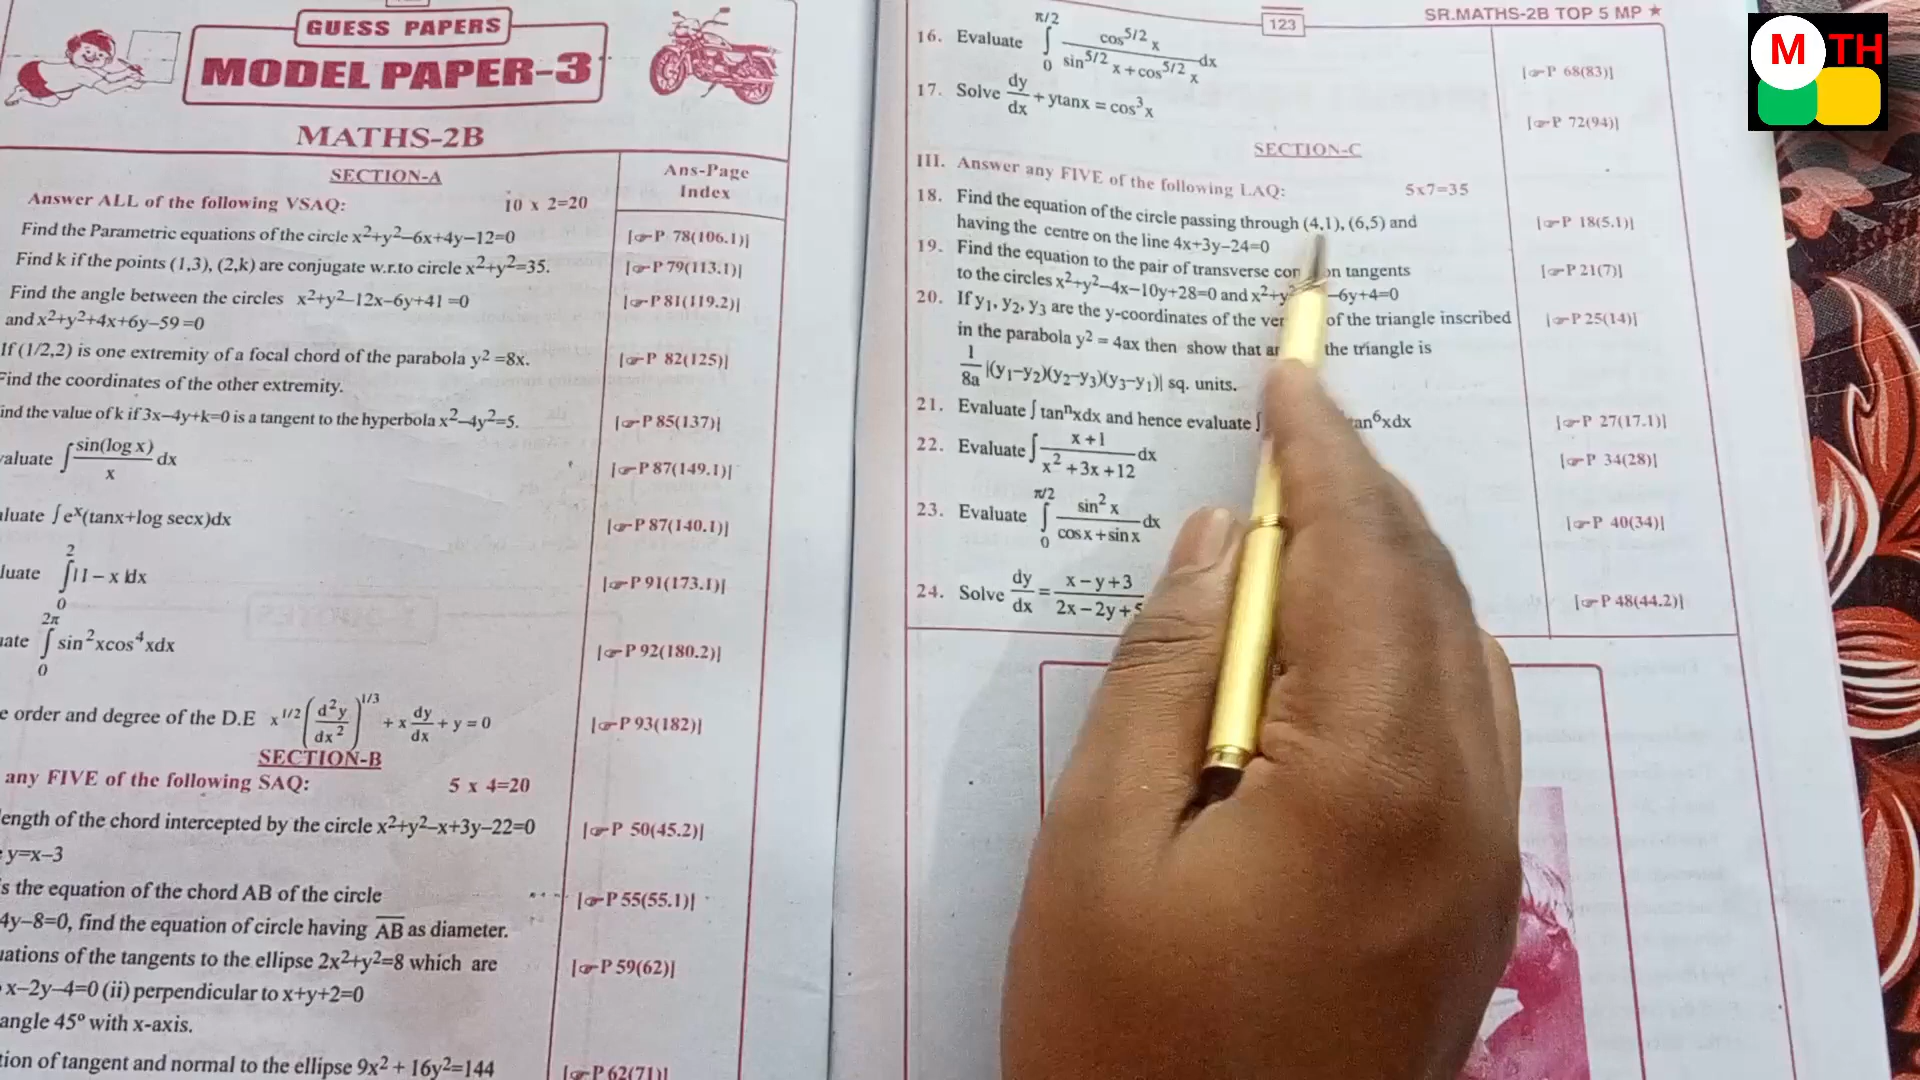 GUESS PAPERS
MODEL PAPER-3
MATHS-2B
SECTION-A
Ans-Page
Index
Answer ALL of the following VSAQ: 10 x 2=20
Find the Parametric equations of the circle x²+y²–6x+4y–12=0 [☞P 78(106.1)]
Find k if the points (1,3), (2,k) are conjugate w.r.to circle x²+y²=35. [☞P 79(113.1)]
Find the angle between the circles x²+y²–12x–6y+41 =0 [☞P 81(119.2)]
and x²+y²+4x+6y–59 =0
If (1/2,2) is one extremity of a focal chord of the parabola y² =8x. [☞P 82(125)]
Find the coordinates of the other extremity.
ind the value of k if 3x–4y+k=0 is a tangent to the hyperbola x²–4y²=5. [☞P 85(137)]
aluate ∫ sin(log x)/x dx [☞P 87(149.1)]
luate ∫eˣ(tanx+log secx)dx [☞P 87(140.1)]
luate ∫₀² |1 – x |dx [☞P 91(173.1)]
ate ∫₀^2π sin²xcos⁴xdx [☞P 92(180.2)]
e order and degree of the D.E x^1/2 (d²y/dx²)^1/3 + x dy/dx + y = 0 [☞P 93(182)]
SECTION-B
any FIVE of the following SAQ: 5 x 4=20
length of the chord intercepted by the circle x²+y²–x+3y–22=0 [☞P 50(45.2)]
y=x–3
s the equation of the chord AB of the circle [☞P 55(55.1)]
4y–8=0, find the equation of circle having AB as diameter.
uations of the tangents to the ellipse 2x²+y²=8 which are [☞P 59(62)]
x–2y–4=0 (ii) perpendicular to x+y+2=0
angle 45° with x-axis.
tion of tangent and normal to the ellipse 9x² + 16y²=144 [☞P 62(71)]
123
SR.MATHS-2B TOP 5 MP ★
16. Evaluate ∫₀^π/2 cos^5/2 x / (sin^5/2 x + cos^5/2 x) dx [☞P 68(83)]
17. Solve dy/dx + ytanx = cos³x [☞P 72(94)]
SECTION-C
III. Answer any FIVE of the following LAQ: 5x7=35
18. Find the equation of the circle passing through (4,1), (6,5) and [☞P 18(5.1)]
having the centre on the line 4x+3y–24=0
19. Find the equation to the pair of transverse tangents [☞P 21(7)]
to the circles x²+y²–4x–10y+28=0 and x²+y² –6y+4=0
20. If y₁, y₂, y₃ are the y-coordinates of the of the triangle inscribed [☞P 25(14)]
in the parabola y² = 4ax then show that the triangle is
1/8a |(y₁–y₂)(y₂–y₃)(y₃–y₁)| sq. units.
21. Evaluate ∫tanⁿxdx and hence evaluate ∫ tan⁶xdx [☞P 27(17.1)]
22. Evaluate ∫ (x+1)/(x²+3x+12) dx [☞P 34(28)]
23. Evaluate ∫₀^π/2 sin²x/(cosx+sinx) dx [☞P 40(34)]
24. Solve dy/dx = (x–y+3)/(2x–2y+5 [☞P 48(44.2)]
M TH